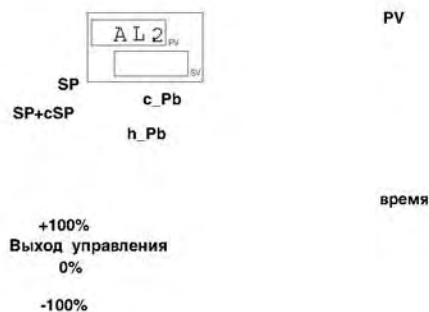 PV
AL2 PV
SV
SP
c_Pb
SP+cSP
h_Pb
время
+100%
Выход управления
0%
-100%